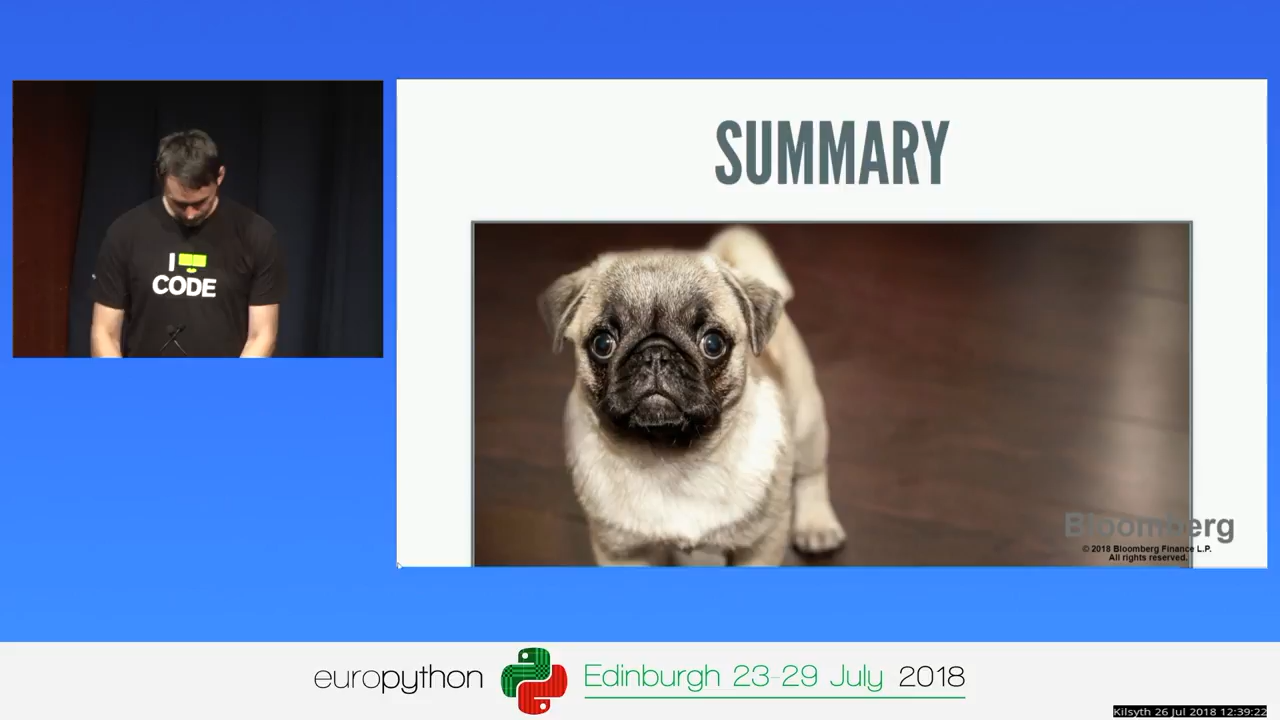 I
CODE
SUMMARY
Bloomberg
© 2018 Bloomberg Finance L.P.
All rights reserved.
europython
Edinburgh 23-29 July 2018
Kilsyth 26 Jul 2018 12:39:22